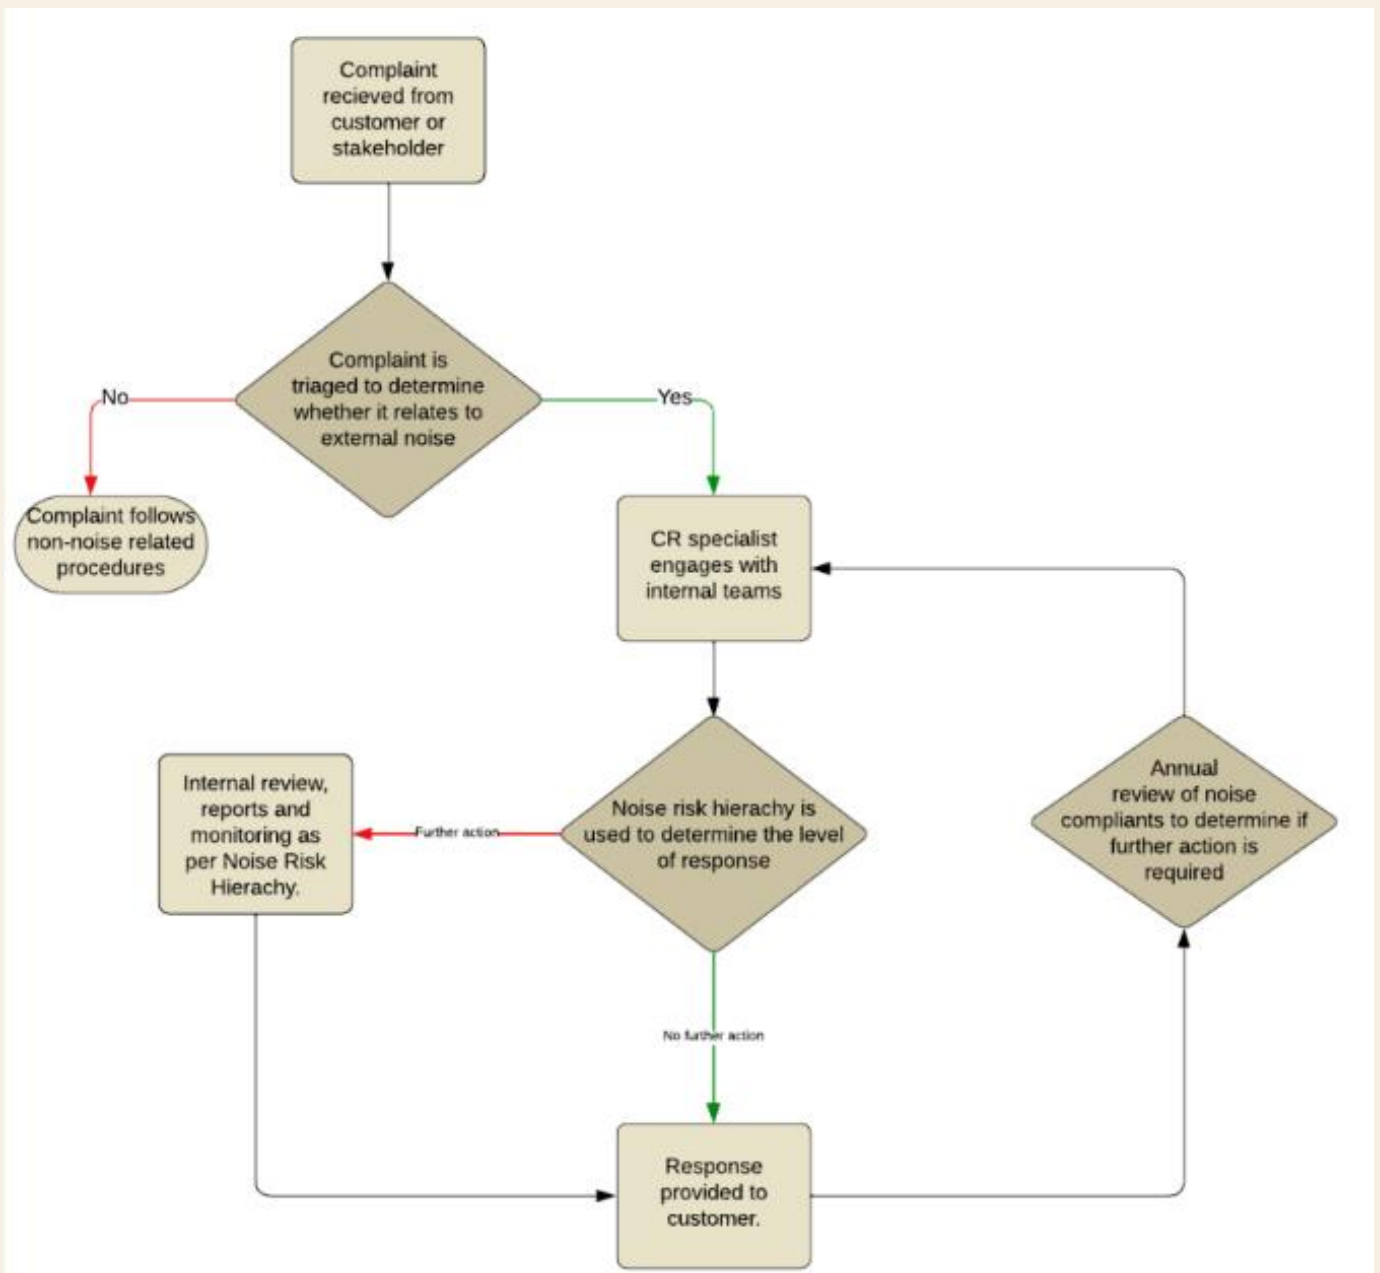 Complaint
recieved from
customer or
stakeholder
Complaint is
triaged to determine
whether it relates to
external noise
No
Yes
Complaint follows
non-noise related
procedures
CR specialist
engages with
internal teams
Internal review,
reports and
monitoring as
per Noise Risk
Hierachy.
Further action
Noise risk hierachy is
used to determine the level
of response
Annual
review of noise
compliants to determine if
further action is
required
No further action
Response
provided to
customer.